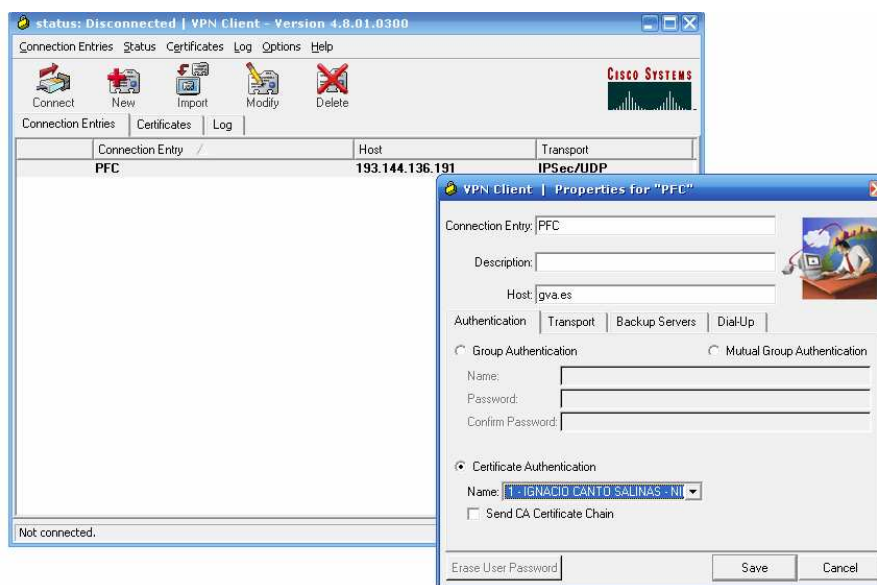 status: Disconnected | VPN Client - Version 4.8.01.0300
Connection Entries Status Certificates Log Options Help
Connect New Import Modify Delete
CISCO SYSTEMS
Connection Entries Certificates Log
Connection Entry Host Transport
PFC 193.144.136.191 IPSec/UDP
Not connected.
VPN Client | Properties for "PFC"
Connection Entry: PFC
Description:
Host: gva.es
Authentication Transport Backup Servers Dial-Up
Group Authentication Mutual Group Authentication
Name:
Password:
Confirm Password:
Certificate Authentication
Name: 1 - IGNACIO CANTO SALINAS - NI
Send CA Certificate Chain
Erase User Password Save Cancel